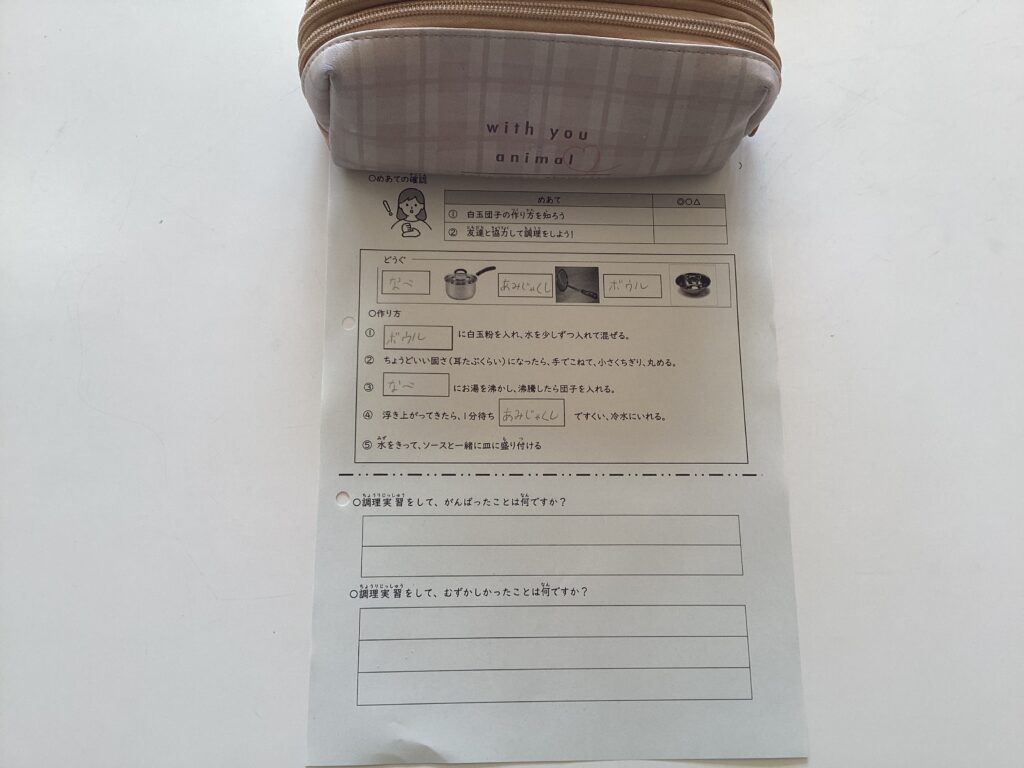 with you
animal
)
○めあての確認
めあて ◎○△
① 白玉団子の作り方を知ろう
② 友達と協力して調理をしよう!
どうぐ
なべ あみじゃくし ボウル
○作り方
① ボウル に白玉粉を入れ、水を少しずつ入れて混ぜる。
② ちょうどいい固さ(耳たぶくらい)になったら、手でこねて、小さくちぎり、丸める。
③ なべ にお湯を沸かし、沸騰したら団子を入れる。
④ 浮き上がってきたら、1分待ち あみじゃくし ですくい、冷水にいれる。
⑤ 水をきって、ソースと一緒に皿に盛り付ける
○調理実習をして、がんばったことは何ですか?
○調理実習をして、むずかしかったことは何ですか?